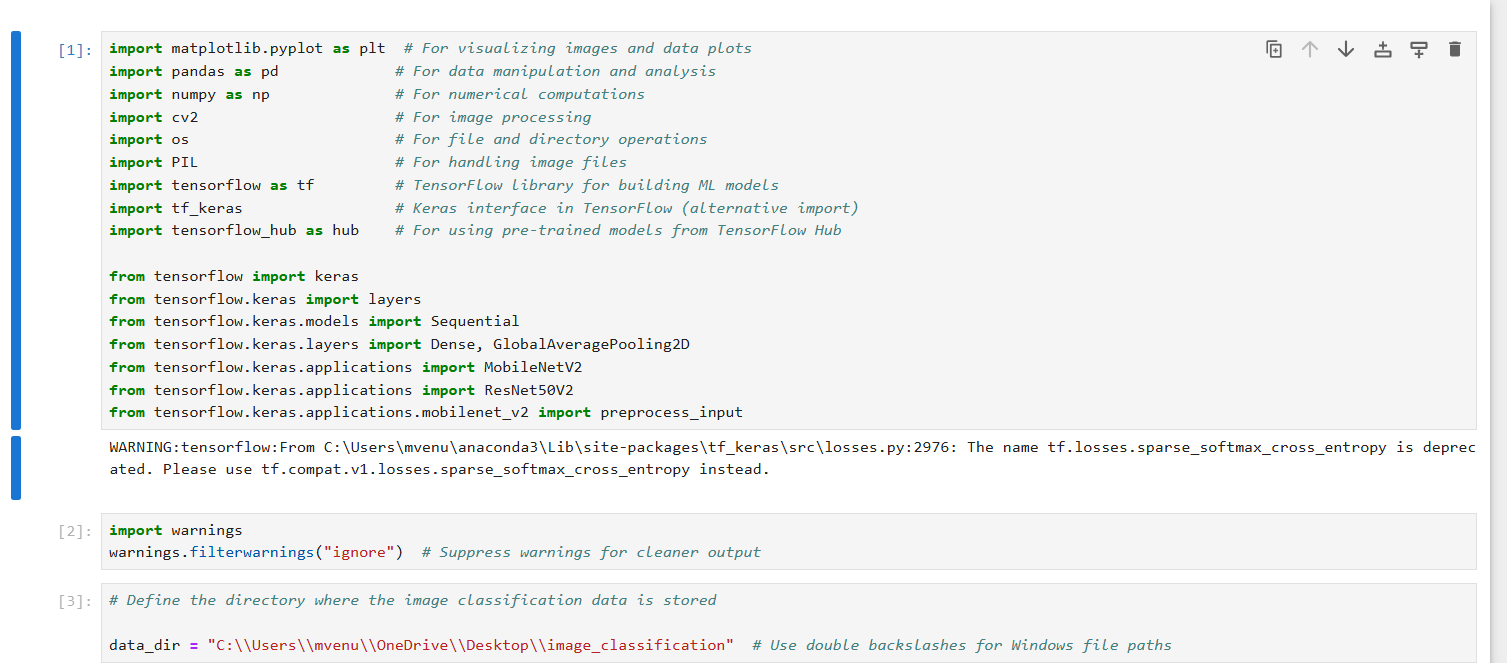 [1]: import matplotlib.pyplot as plt  # For visualizing images and data plots
import pandas as pd             # For data manipulation and analysis
import numpy as np              # For numerical computations
import cv2                      # For image processing
import os                       # For file and directory operations
import PIL                      # For handling image files
import tensorflow as tf         # TensorFlow library for building ML models
import tf_keras                 # Keras interface in TensorFlow (alternative import)
import tensorflow_hub as hub    # For using pre-trained models from TensorFlow Hub
from tensorflow import keras
from tensorflow.keras import layers
from tensorflow.keras.models import Sequential
from tensorflow.keras.layers import Dense, GlobalAveragePooling2D
from tensorflow.keras.applications import MobileNetV2
from tensorflow.keras.applications import ResNet50V2
from tensorflow.keras.applications.mobilenet_v2 import preprocess_input
WARNING:tensorflow:From C:\Users\mvenu\anaconda3\Lib\site-packages\tf_keras\src\losses.py:2976: The name tf.losses.sparse_softmax_cross_entropy is deprec
ated. Please use tf.compat.v1.losses.sparse_softmax_cross_entropy instead.
[2]: import warnings
warnings.filterwarnings("ignore")  # Suppress warnings for cleaner output
[3]: # Define the directory where the image classification data is stored
data_dir = "C:\\Users\\mvenu\\OneDrive\\Desktop\\image_classification"  # Use double backslashes for Windows file paths